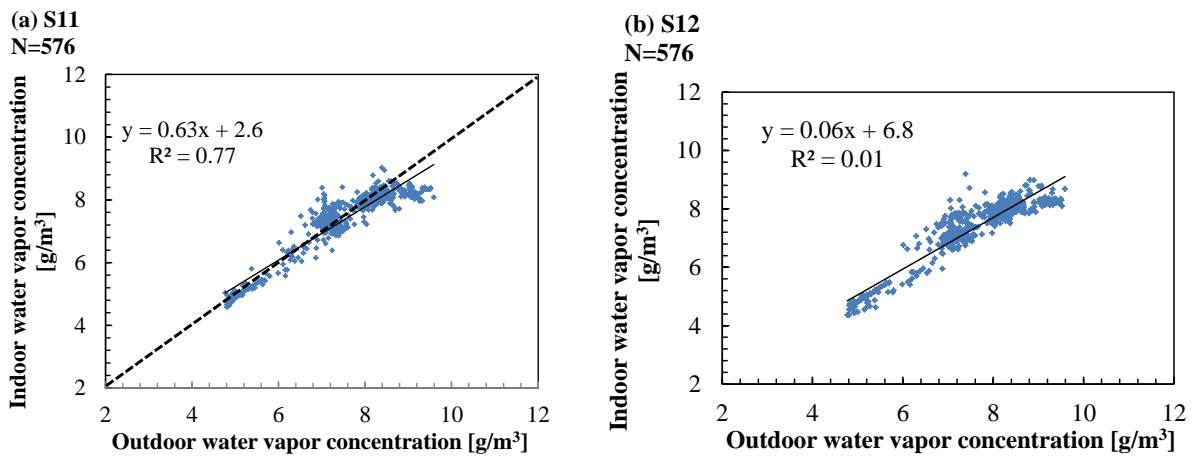 (a) S11
N=576
Indoor water vapor concentration
[g/m³]
12
10
8
6
4
2
y = 0.63x + 2.6
R² = 0.77
2 4 6 8 10 12
Outdoor water vapor concentration [g/m³]
(b) S12
N=576
Indoor water vapor concentration
[g/m³]
12
10
8
6
4
2
y = 0.06x + 6.8
R² = 0.01
2 4 6 8 10 12
Outdoor water vapor concentration [g/m³]